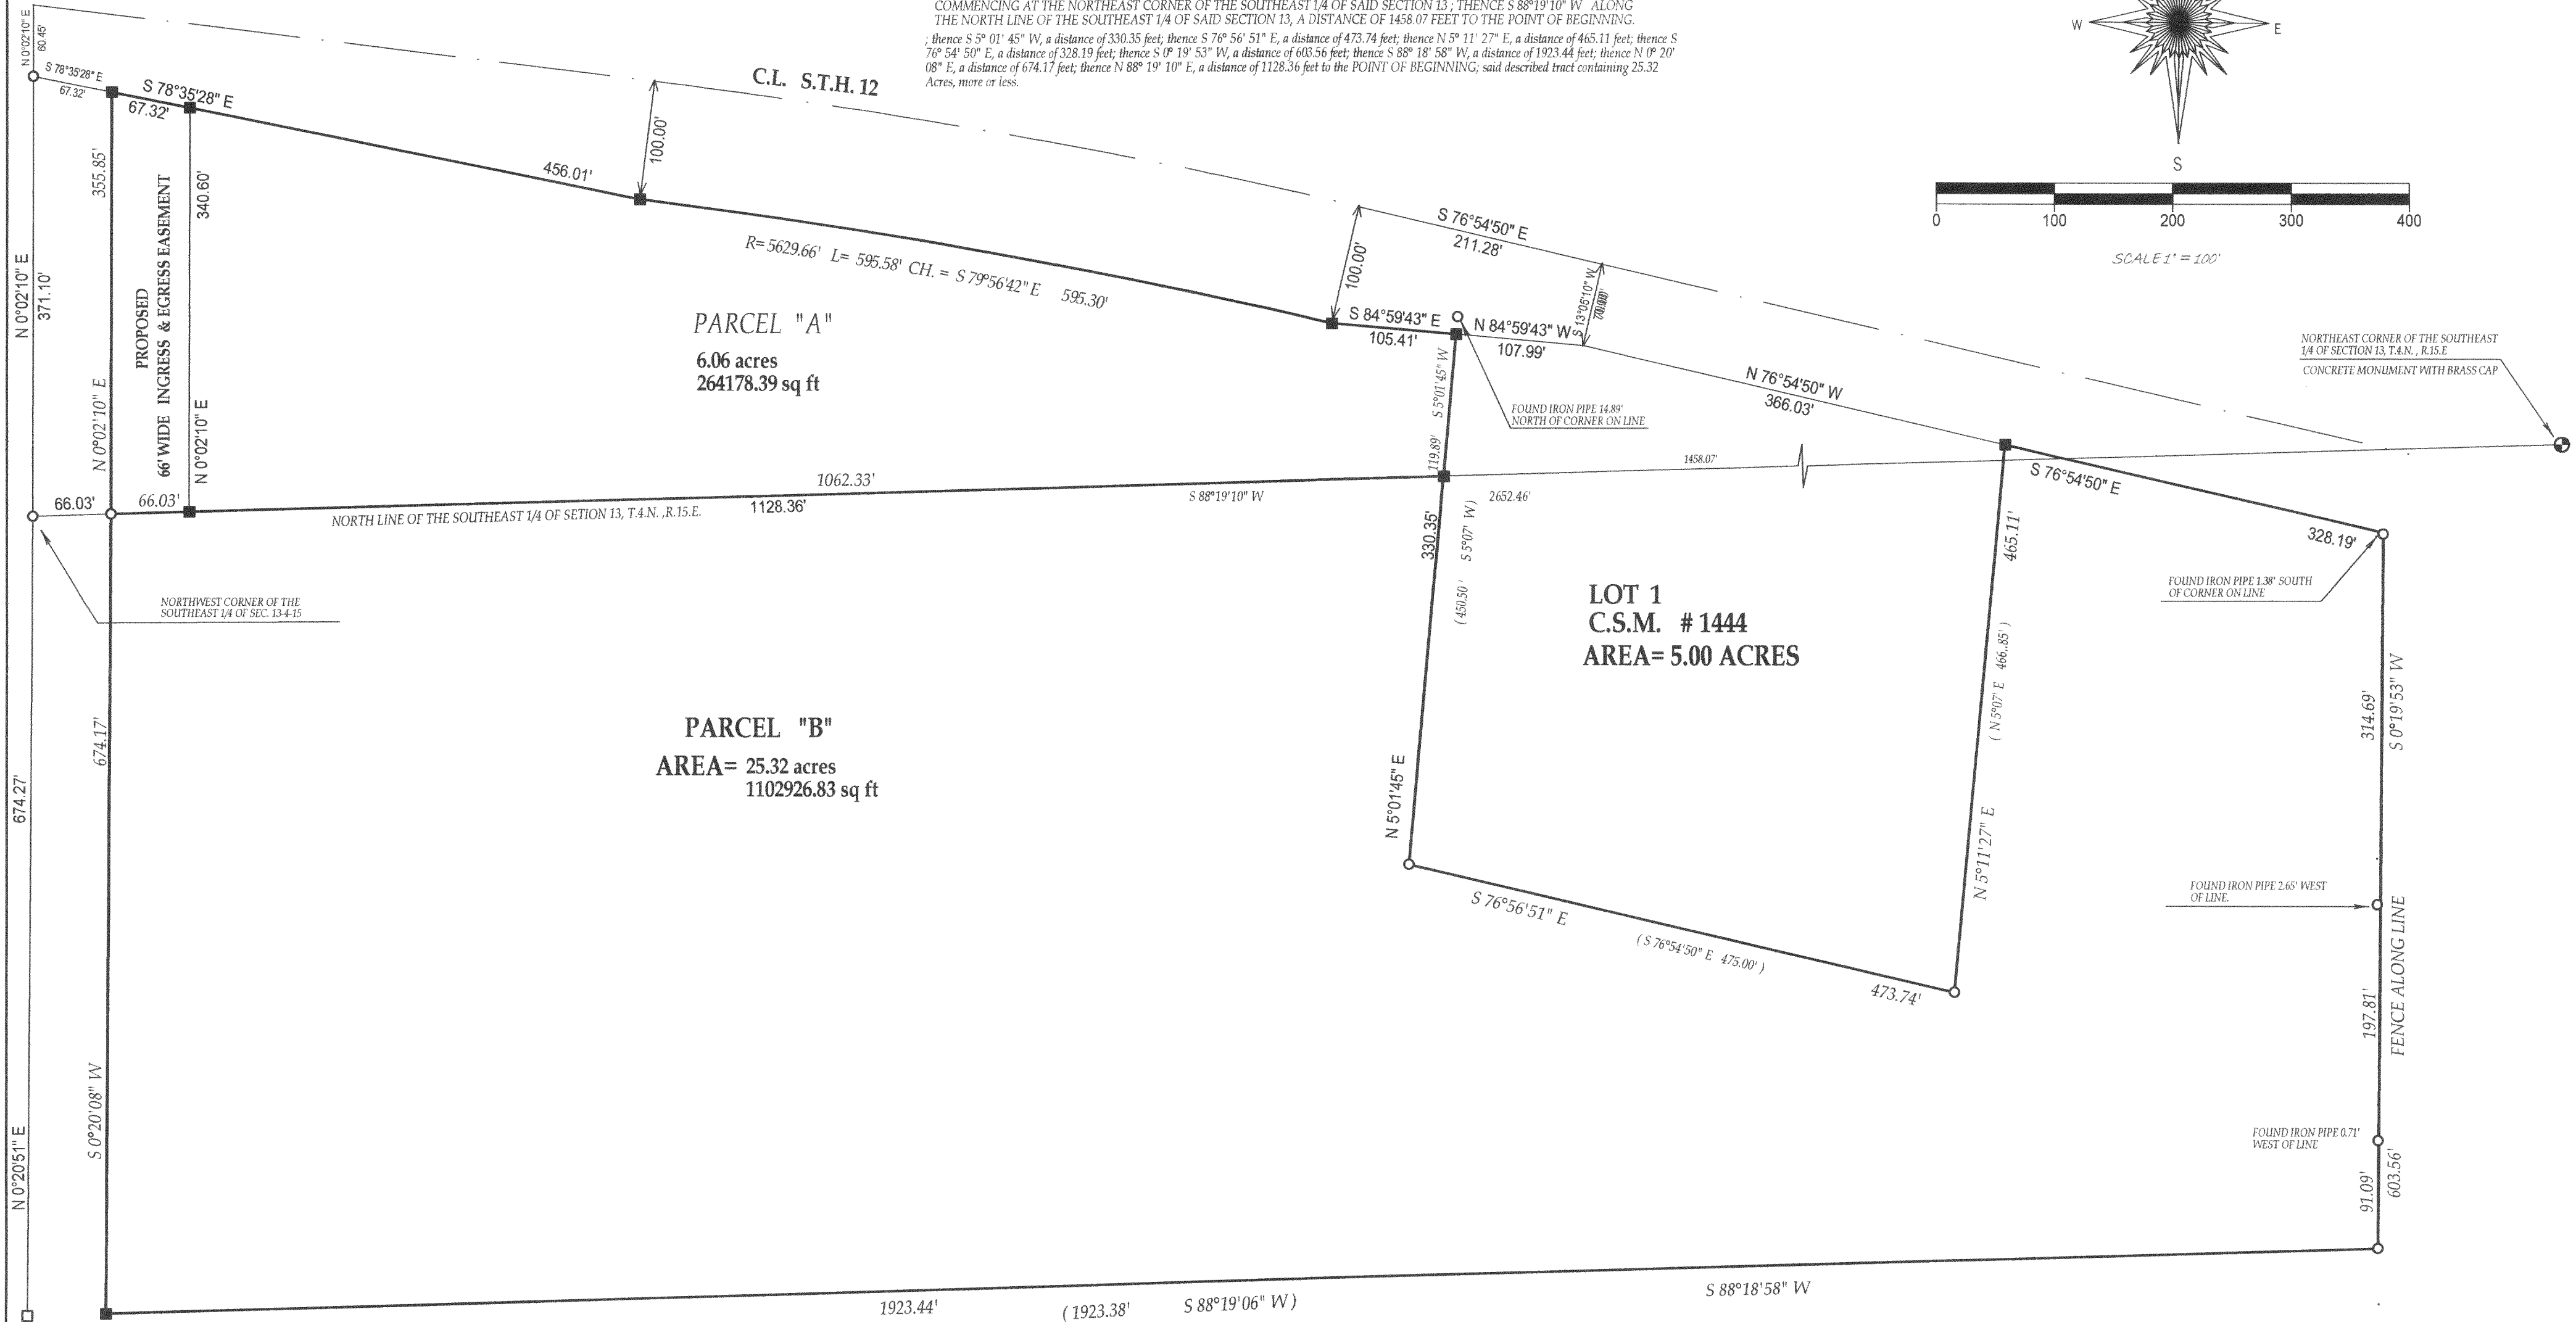 COMMENCING AT THE NORTHEAST CORNER OF THE SOUTHEAST 1/4 OF SAID SECTION 13 ; THENCE S 88°19'10" W ALONG
THE NORTH LINE OF THE SOUTHEAST 1/4 OF SAID SECTION 13, A DISTANCE OF 1458.07 FEET TO THE POINT OF BEGINNING.
; thence S 5° 01' 45" W, a distance of 330.35 feet; thence S 76° 56' 51" E, a distance of 473.74 feet; thence N 5° 11' 27" E, a distance of 465.11 feet; thence S
76° 54' 50" E, a distance of 328.19 feet; thence S 0° 19' 53" W, a distance of 603.56 feet; thence S 88° 18' 58" W, a distance of 1923.44 feet; thence N 0° 20'
08" E, a distance of 674.17 feet; thence N 88° 19' 10" E, a distance of 1128.36 feet to the POINT OF BEGINNING; said described tract containing 25.32
Acres, more or less.
W
E
S
0
100
200
300
400
SCALE 1" = 100'
N 0°02'10" E
60.45'
S 78°35'28" E
67.32'
S 78°35'28" E
67.32'
C.L. S.T.H. 12
100.00'
456.01'
355.85'
N 0°02'10" E
PROPOSED
66' WIDE INGRESS & EGRESS EASEMENT
340.60'
N 0°02'10" E
N 0°02'10" E
371.10'
R= 5629.66' L= 595.58' CH. = S 79°56'42" E 595.30'
PARCEL "A"
6.06 acres
264178.39 sq ft
100.00'
S 76°54'50" E
211.28'
S 84°59'43" E
105.41'
N 84°59'43" W
107.99'
S 13°05'10" W
N 76°54'50" W
366.03'
S 5°01'45" W
119.89'
FOUND IRON PIPE 14.89'
NORTH OF CORNER ON LINE
NORTHEAST CORNER OF THE SOUTHEAST
1/4 OF SECTION 13, T.4.N. , R.15.E
CONCRETE MONUMENT WITH BRASS CAP
66.03'
66.03'
1062.33'
1128.36'
S 88°19'10" W
2652.46'
1458.07'
NORTH LINE OF THE SOUTHEAST 1/4 OF SETION 13, T.4.N. ,R.15.E.
NORTHWEST CORNER OF THE
SOUTHEAST 1/4 OF SEC. 13-4-15
330.35'
( 450.50 ' S 5°07' W)
N 5°01'45" E
LOT 1
C.S.M. # 1444
AREA= 5.00 ACRES
465.11'
( N 5°07' E 466..85' )
N 5°11'27" E
S 76°54'50" E
328.19'
FOUND IRON PIPE 1.38' SOUTH
OF CORNER ON LINE
314.69'
S 0°19'53" W
PARCEL "B"
AREA= 25.32 acres
1102926.83 sq ft
674.17'
S 0°20'08" W
674.27'
N 0°20'51" E
S 76°56'51" E
( S 76°54'50" E 475.00' )
473.74'
FOUND IRON PIPE 2.65' WEST
OF LINE.
197.81'
FENCE ALONG LINE
FOUND IRON PIPE 0.71'
WEST OF LINE
91.09'
603.56'
1923.44'
( 1923.38' S 88°19'06" W )
S 88°18'58" W